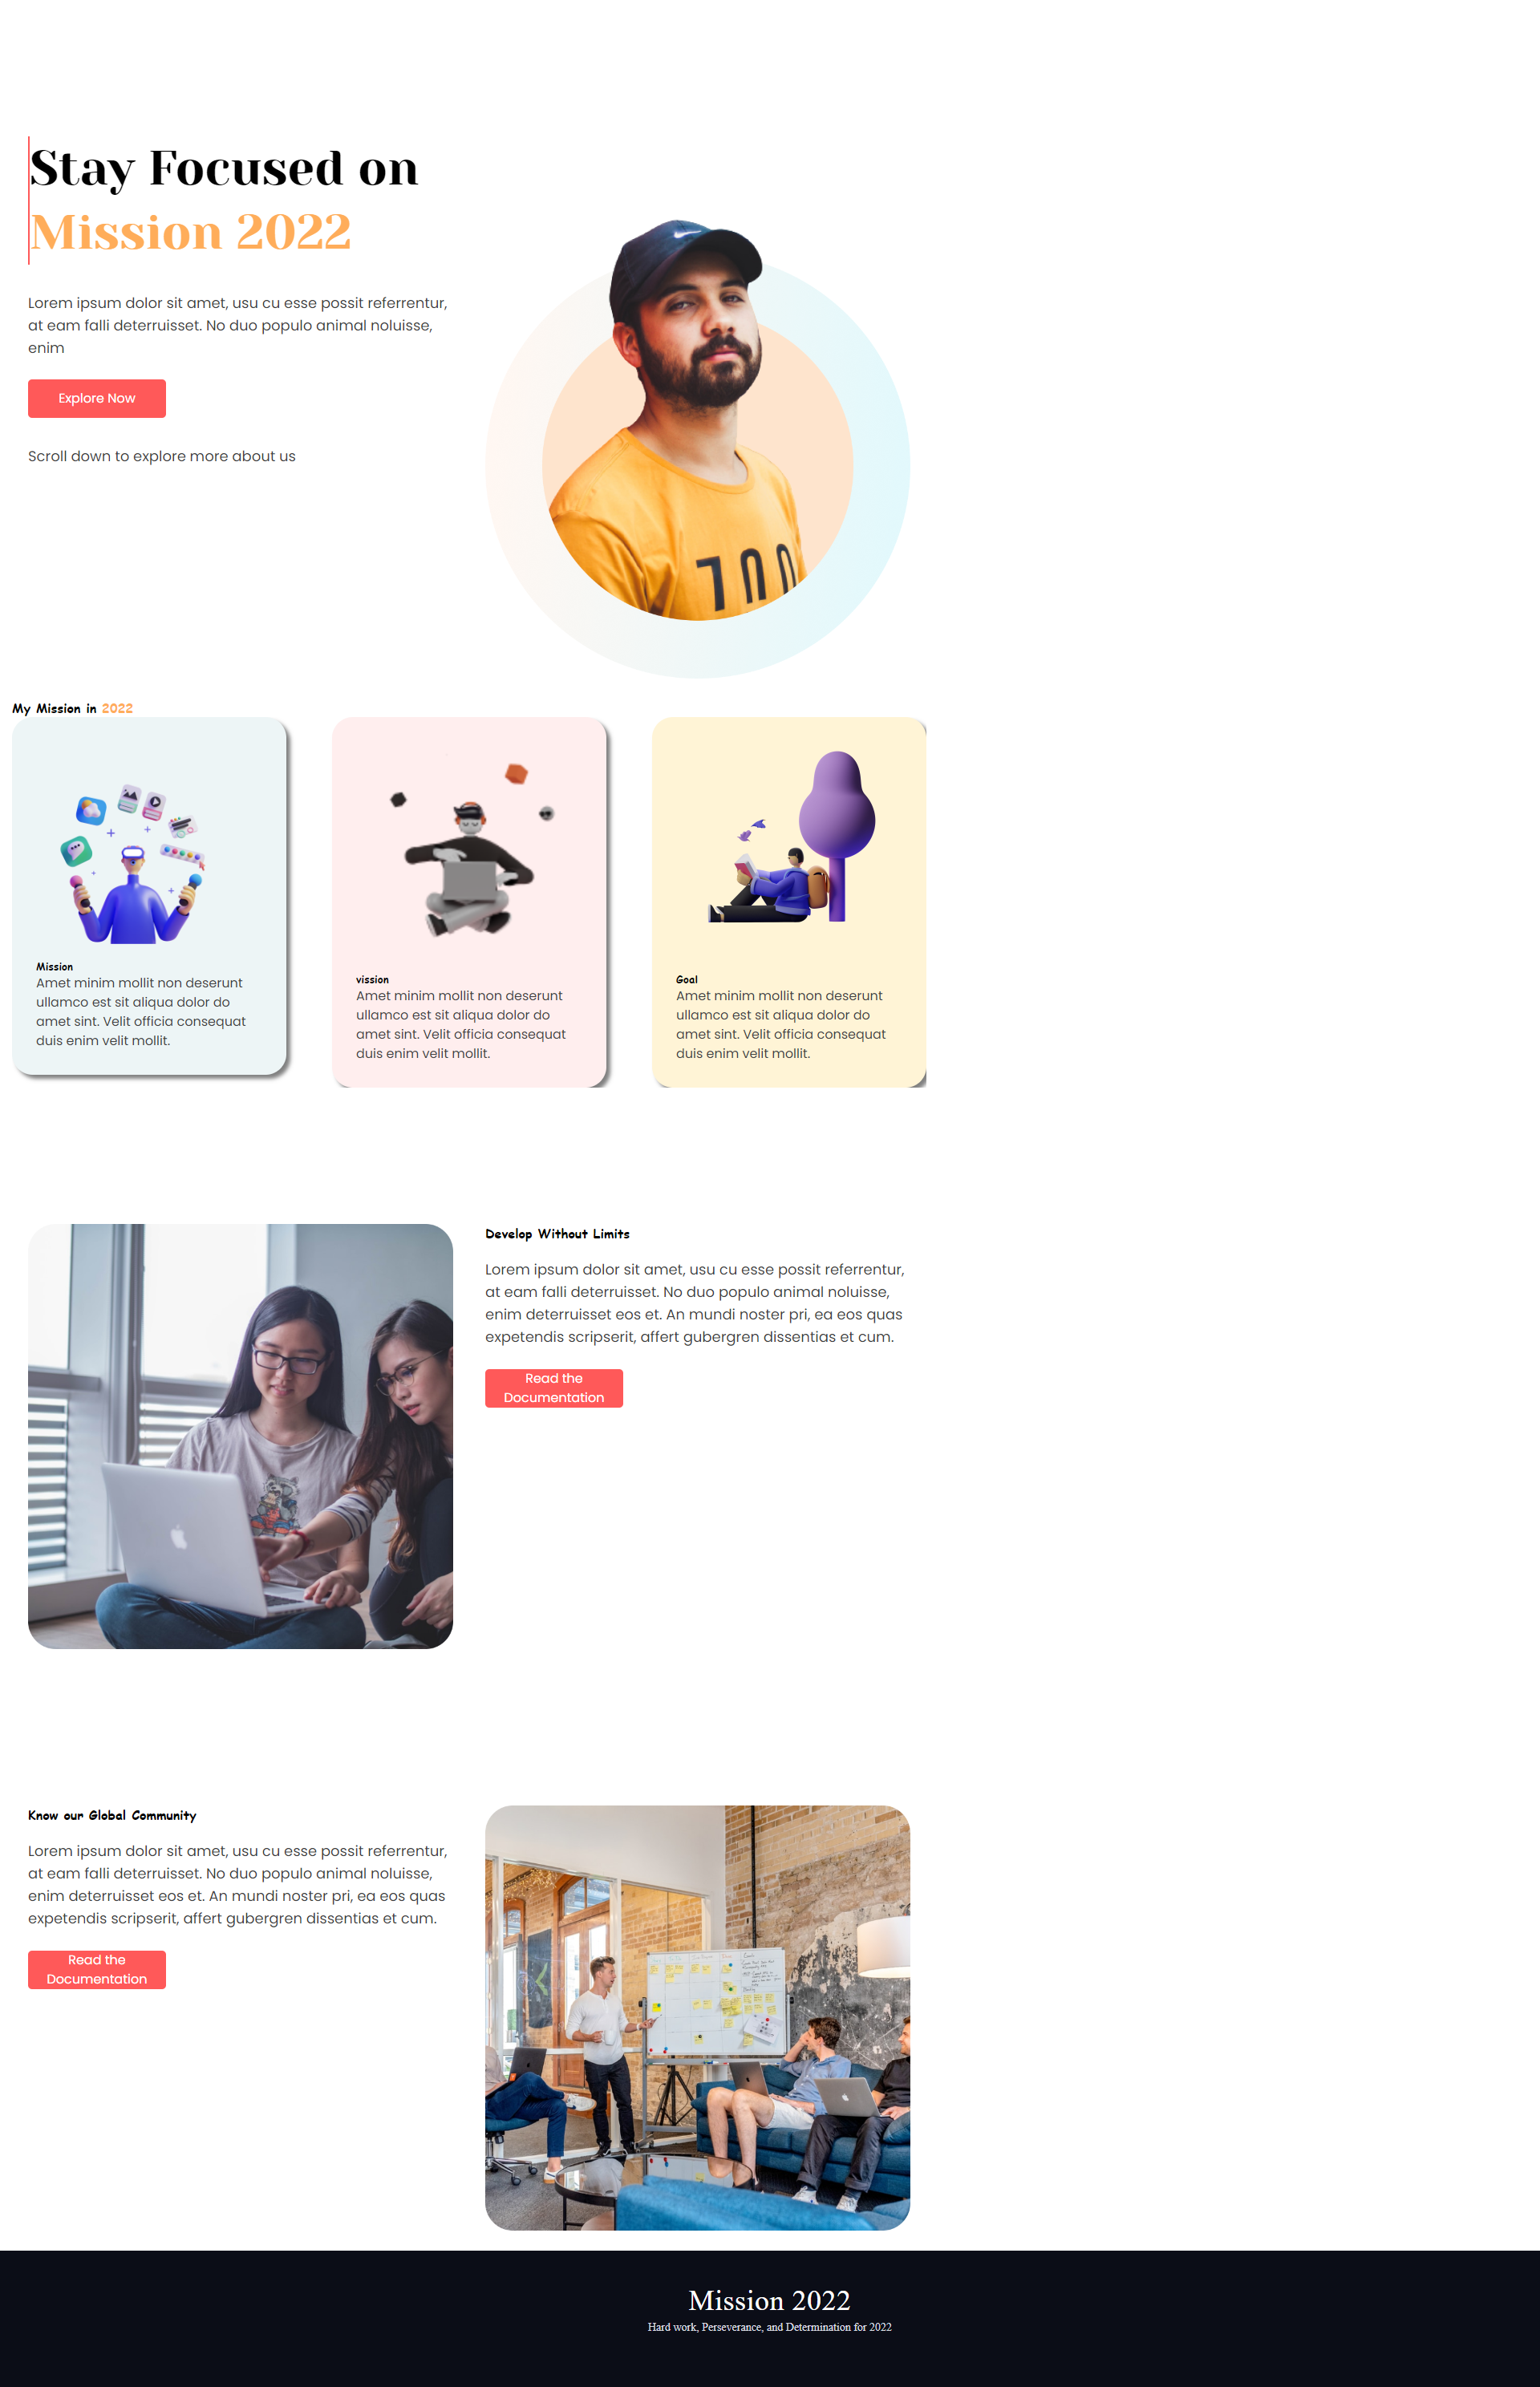 Stay Focused on
Mission 2022
Lorem ipsum dolor sit amet, usu cu esse possit referrentur,
at eam falli deterruisset. No duo populo animal noluisse,
enim
Explore Now
Scroll down to explore more about us
My Mission in 2022
Mission
Amet minim mollit non deserunt
ullamco est sit aliqua dolor do
amet sint. Velit officia consequat
duis enim velit mollit.
vission
Amet minim mollit non deserunt
ullamco est sit aliqua dolor do
amet sint. Velit officia consequat
duis enim velit mollit.
Goal
Amet minim mollit non deserunt
ullamco est sit aliqua dolor do
amet sint. Velit officia consequat
duis enim velit mollit.
Develop Without Limits
Lorem ipsum dolor sit amet, usu cu esse possit referrentur,
at eam falli deterruisset. No duo populo animal noluisse,
enim deterruisset eos et. An mundi noster pri, ea eos quas
expetendis scripserit, affert gubergren dissentias et cum.
Read the
Documentation
Know our Global Community
Lorem ipsum dolor sit amet, usu cu esse possit referrentur,
at eam falli deterruisset. No duo populo animal noluisse,
enim deterruisset eos et. An mundi noster pri, ea eos quas
expetendis scripserit, affert gubergren dissentias et cum.
Read the
Documentation
Mission 2022
Hard work, Perseverance, and Determination for 2022